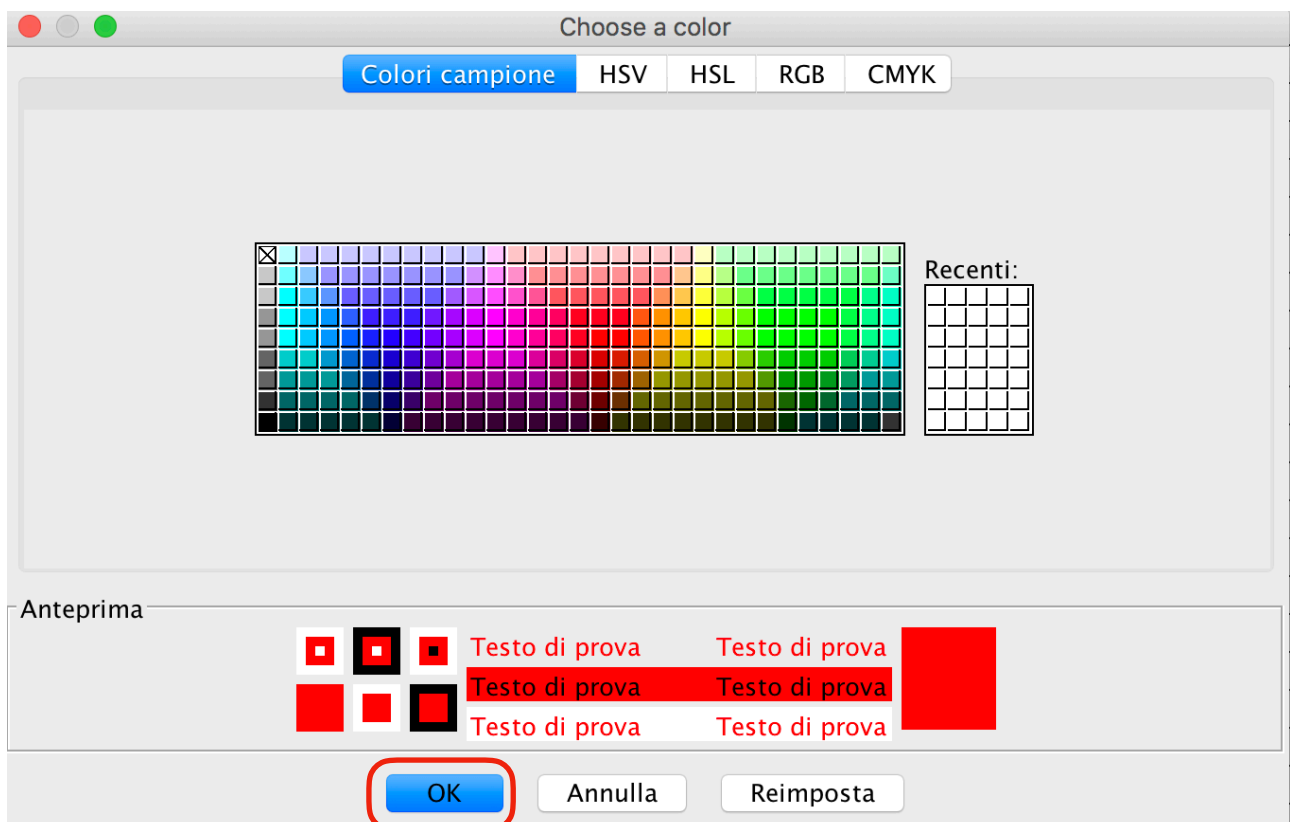 Choose a color
Colori campione HSV HSL RGB CMYK
Recenti:
Anteprima
Testo di prova Testo di prova
Testo di prova Testo di prova
Testo di prova Testo di prova
OK Annulla Reimposta